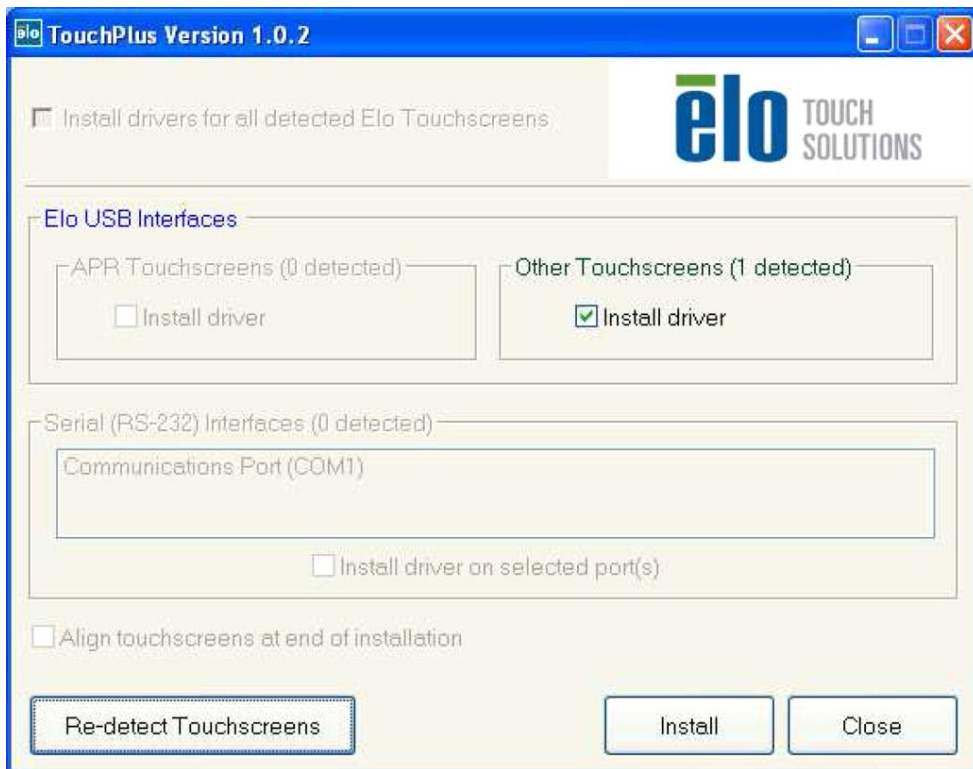 elo TouchPlus Version 1.0.2
Install drivers for all detected Elo Touchscreens
elo TOUCH
SOLUTIONS
Elo USB Interfaces
APR Touchscreens (0 detected)
Install driver
Other Touchscreens (1 detected)
Install driver
Serial (RS-232) Interfaces (0 detected)
Communications Port (COM1)
Install driver on selected port(s)
Align touchscreens at end of installation
Re-detect Touchscreens
Install
Close